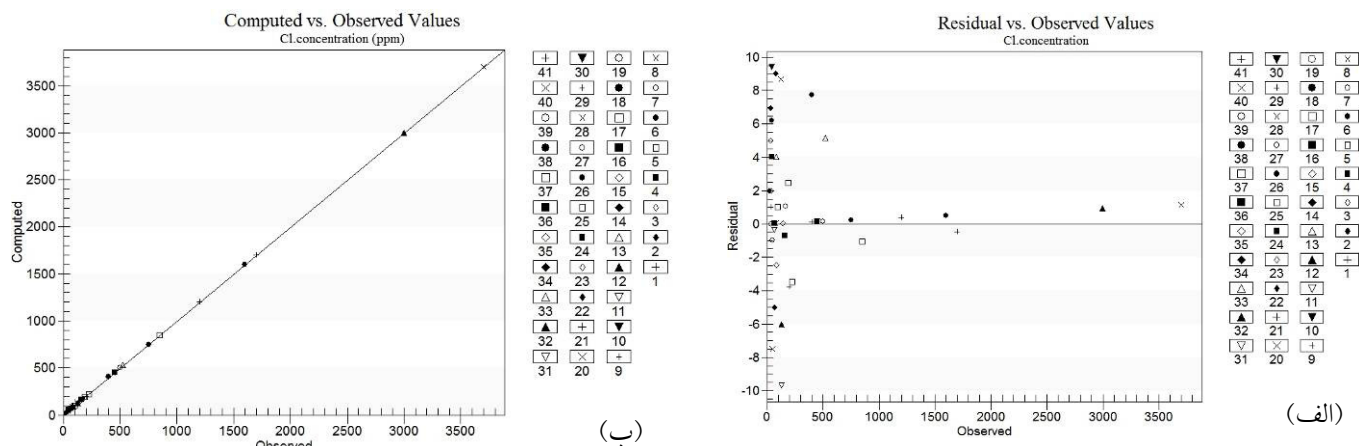 Computed vs. Observed Values
Cl.concentration (ppm)
3500
3000
2500
2000
1500
1000
500
0
Computed
0 500 1000 1500 2000 2500 3000 3500
Observed
41 30 19 8
40 29 18 7
39 28 17 6
38 27 16 5
37 26 15 4
36 25 14 3
35 24 13 2
34 23 12 1
33 22 11
32 21 10
31 20 9
(ب)
Residual vs. Observed Values
Cl.concentration
10
8
6
4
2
0
-2
-4
-6
-8
-10
Residual
0 500 1000 1500 2000 2500 3000 3500
Observed
41 30 19 8
40 29 18 7
39 28 17 6
38 27 16 5
37 26 15 4
36 25 14 3
35 24 13 2
34 23 12 1
33 22 11
32 21 10
31 20 9
(الف)